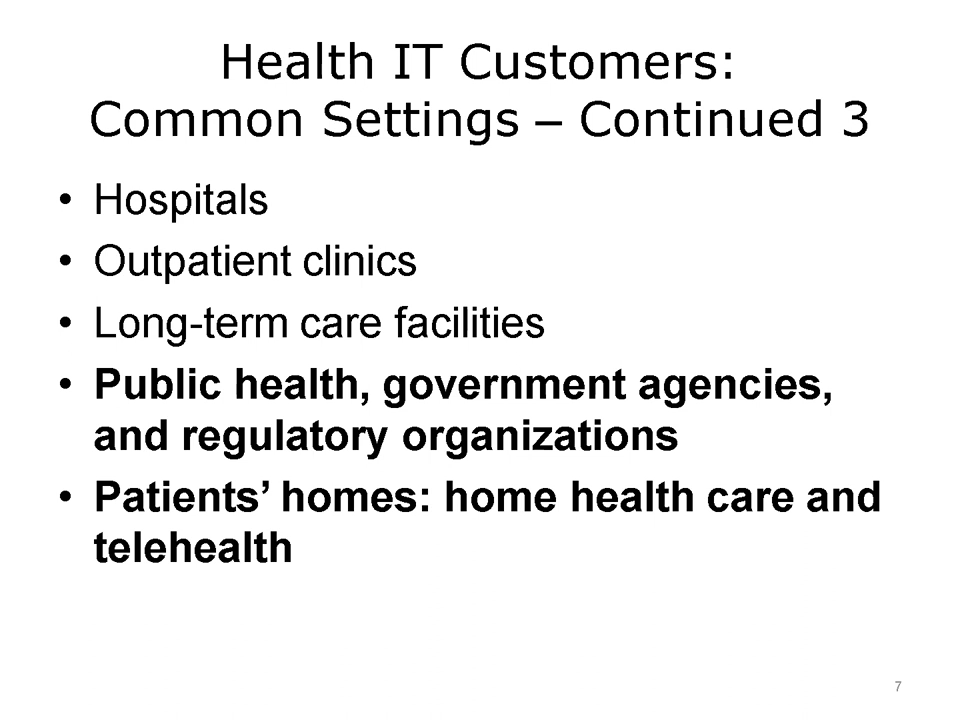 Health IT Customers:
Common Settings – Continued 3
• Hospitals
• Outpatient clinics
• Long-term care facilities
• Public health, government agencies,
and regulatory organizations
• Patients’ homes: home health care and
telehealth
7